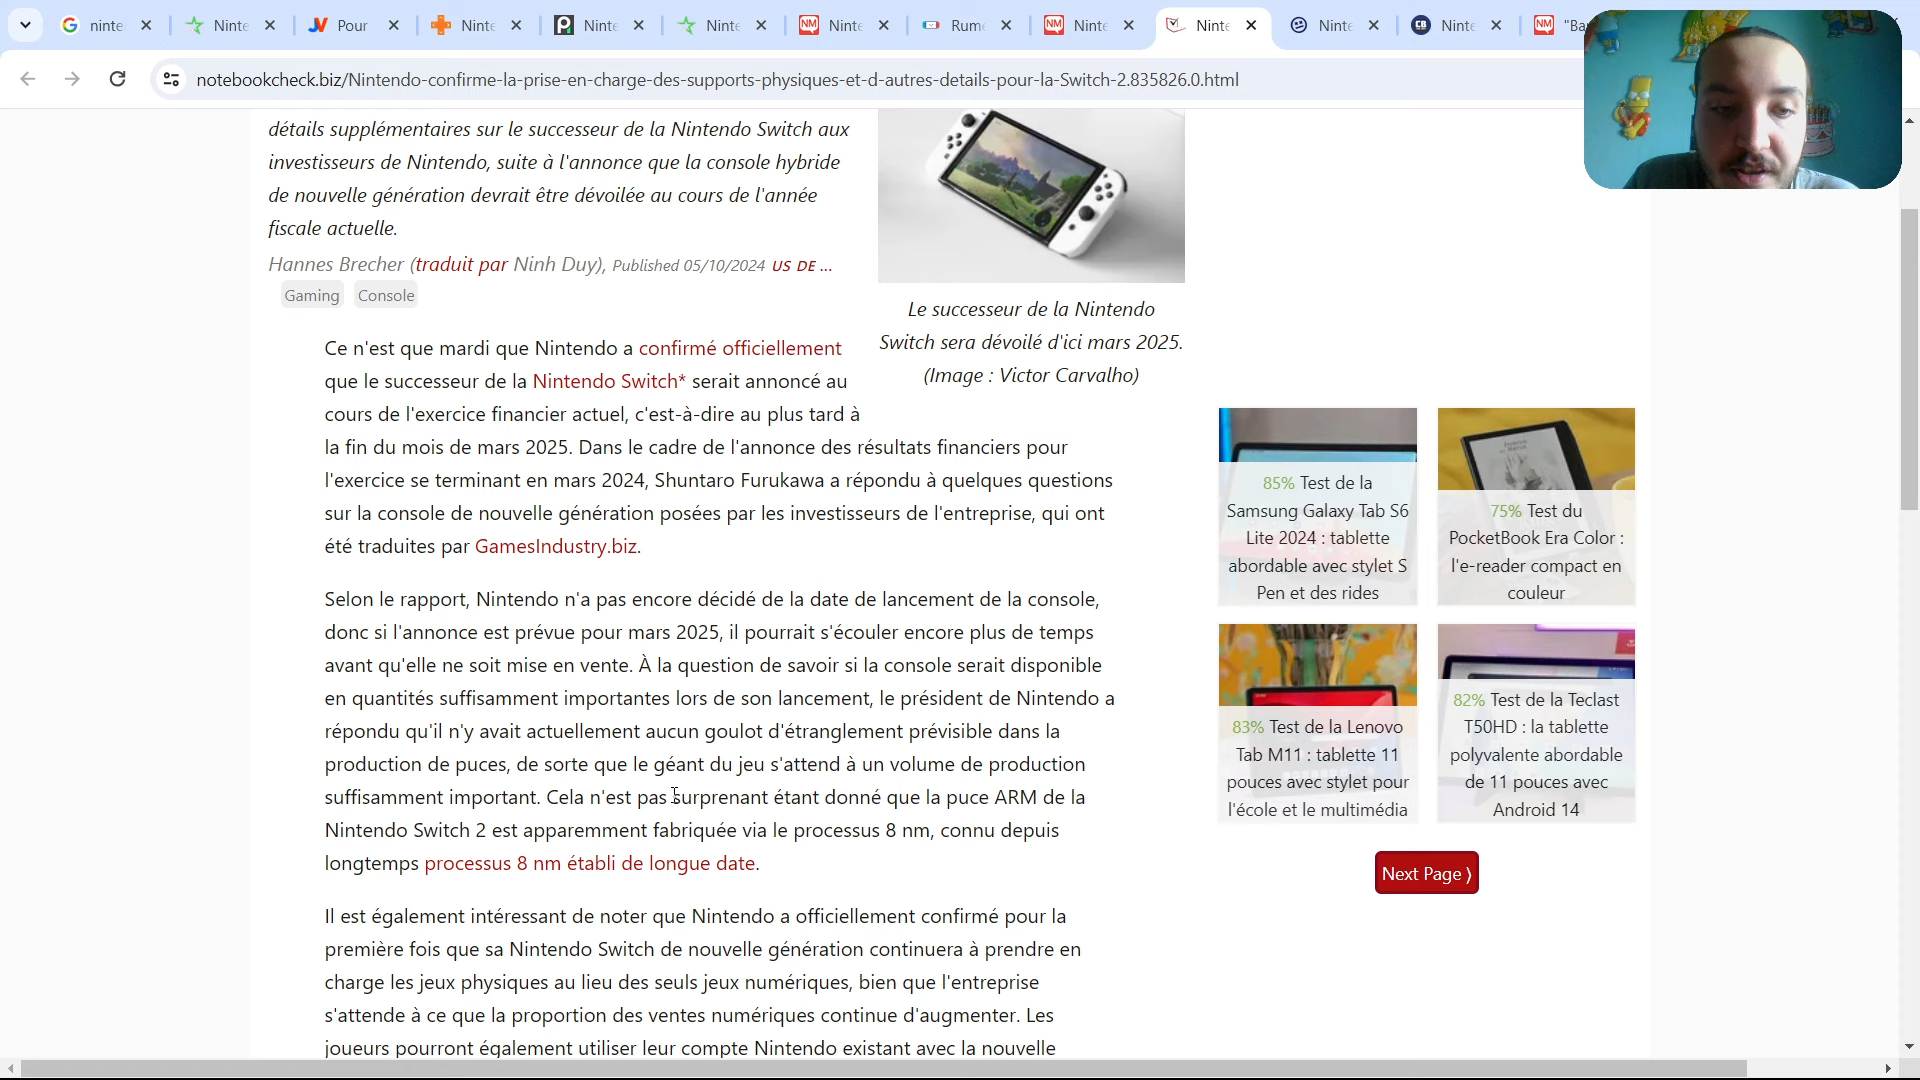 ninte
Ninte
Pour
Ninte
Ninte
Ninte
Ninte
Rum
Ninte
Ninte
Ninte
Ninte
"Ba
notebookcheck.biz/Nintendo-confirme-la-prise-en-charge-des-supports-physiques-et-d-autres-details-pour-la-Switch-2.835826.0.html
détails supplémentaires sur le successeur de la Nintendo Switch aux
investisseurs de Nintendo, suite à l'annonce que la console hybride
de nouvelle génération devrait être dévoilée au cours de l'année
fiscale actuelle.
Hannes Brecher (traduit par Ninh Duy), Published 05/10/2024 US DE ...
Gaming Console
Le successeur de la Nintendo
Switch sera dévoilé d'ici mars 2025.
(Image : Victor Carvalho)
Ce n'est que mardi que Nintendo a confirmé officiellement
que le successeur de la Nintendo Switch* serait annoncé au
cours de l'exercice financier actuel, c'est-à-dire au plus tard à
la fin du mois de mars 2025. Dans le cadre de l'annonce des résultats financiers pour
l'exercice se terminant en mars 2024, Shuntaro Furukawa a répondu à quelques questions
sur la console de nouvelle génération posées par les investisseurs de l'entreprise, qui ont
été traduites par GamesIndustry.biz.
Selon le rapport, Nintendo n'a pas encore décidé de la date de lancement de la console,
donc si l'annonce est prévue pour mars 2025, il pourrait s'écouler encore plus de temps
avant qu'elle ne soit mise en vente. À la question de savoir si la console serait disponible
en quantités suffisamment importantes lors de son lancement, le président de Nintendo a
répondu qu'il n'y avait actuellement aucun goulot d'étranglement prévisible dans la
production de puces, de sorte que le géant du jeu s'attend à un volume de production
suffisamment important. Cela n'est pas surprenant étant donné que la puce ARM de la
Nintendo Switch 2 est apparemment fabriquée via le processus 8 nm, connu depuis
longtemps processus 8 nm établi de longue date.
Il est également intéressant de noter que Nintendo a officiellement confirmé pour la
première fois que sa Nintendo Switch de nouvelle génération continuera à prendre en
charge les jeux physiques au lieu des seuls jeux numériques, bien que l'entreprise
s'attende à ce que la proportion des ventes numériques continue d'augmenter. Les
joueurs pourront également utiliser leur compte Nintendo existant avec la nouvelle
85% Test de la
Samsung Galaxy Tab S6
Lite 2024 : tablette
abordable avec stylet S
Pen et des rides
75% Test du
PocketBook Era Color :
l'e-reader compact en
couleur
83% Test de la Lenovo
Tab M11 : tablette 11
pouces avec stylet pour
l'école et le multimédia
82% Test de la Teclast
T50HD : la tablette
polyvalente abordable
de 11 pouces avec
Android 14
Next Page ⟩